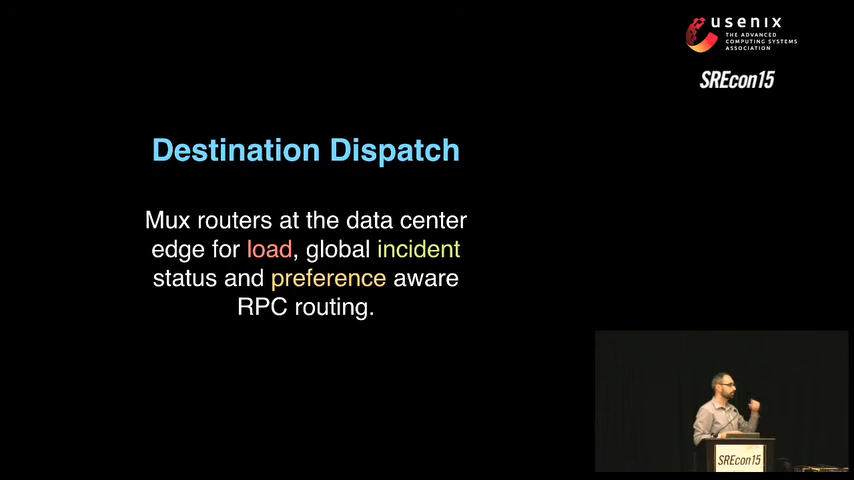 usenix
THE ADVANCED
COMPUTING SYSTEMS
ASSOCIATION
SREcon15
Destination Dispatch
Mux routers at the data center
edge for load, global incident
status and preference aware
RPC routing.
SREcon15